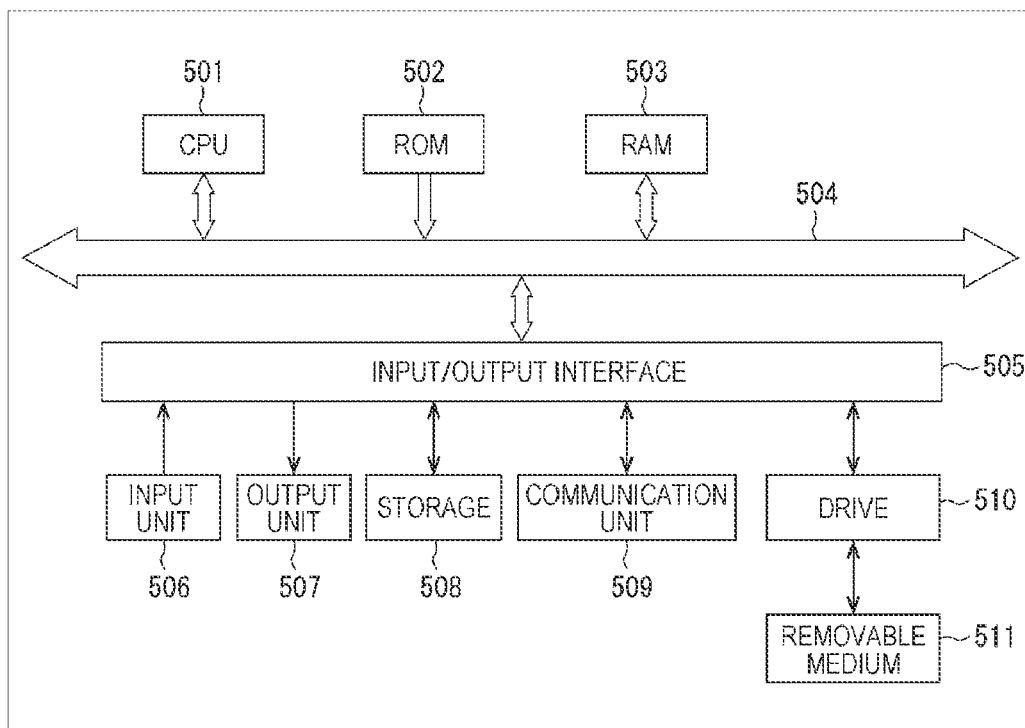 501
502
503
CPU
ROM
RAM
504
INPUT/OUTPUT INTERFACE
505
INPUT
UNIT
OUTPUT
UNIT
STORAGE
COMMUNICATION
UNIT
DRIVE
510
506
507
508
509
REMOVABLE
MEDIUM
511